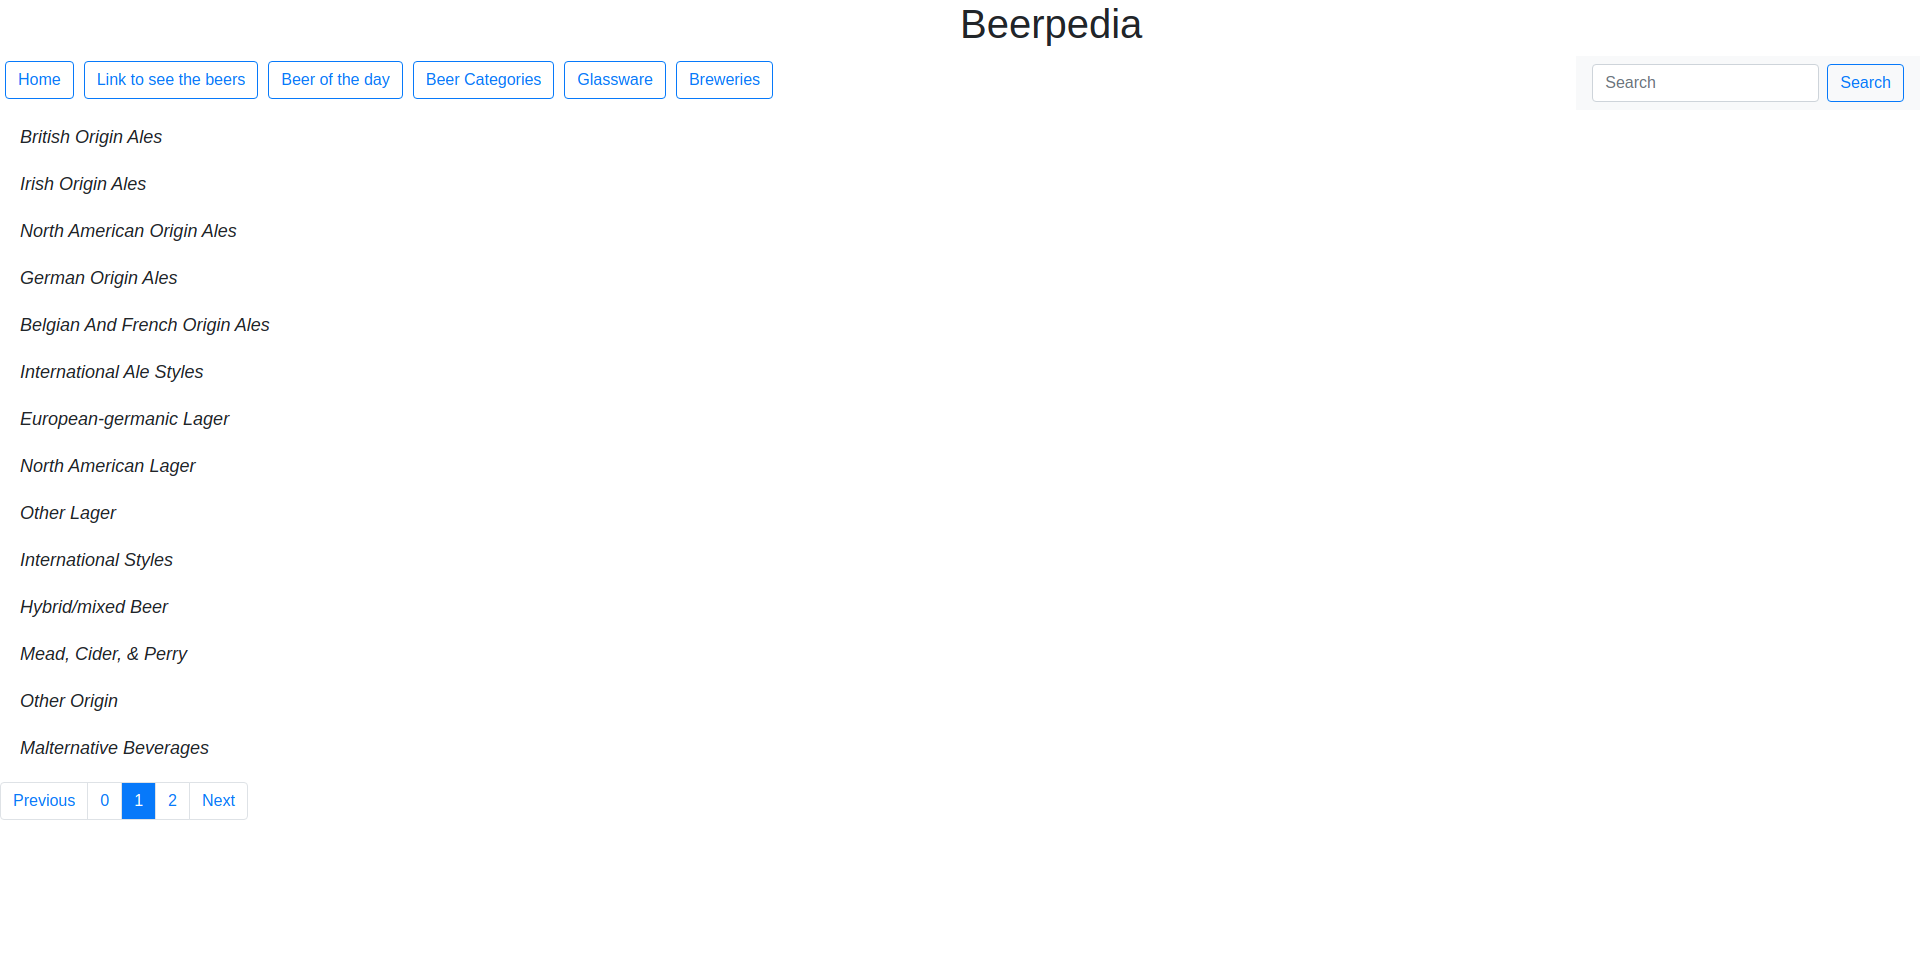 Beerpedia
Home Link to see the beers Beer of the day Beer Categories Glassware Breweries Search Search
British Origin Ales
Irish Origin Ales
North American Origin Ales
German Origin Ales
Belgian And French Origin Ales
International Ale Styles
European-germanic Lager
North American Lager
Other Lager
International Styles
Hybrid/mixed Beer
Mead, Cider, & Perry
Other Origin
Malternative Beverages
Previous 0 1 2 Next